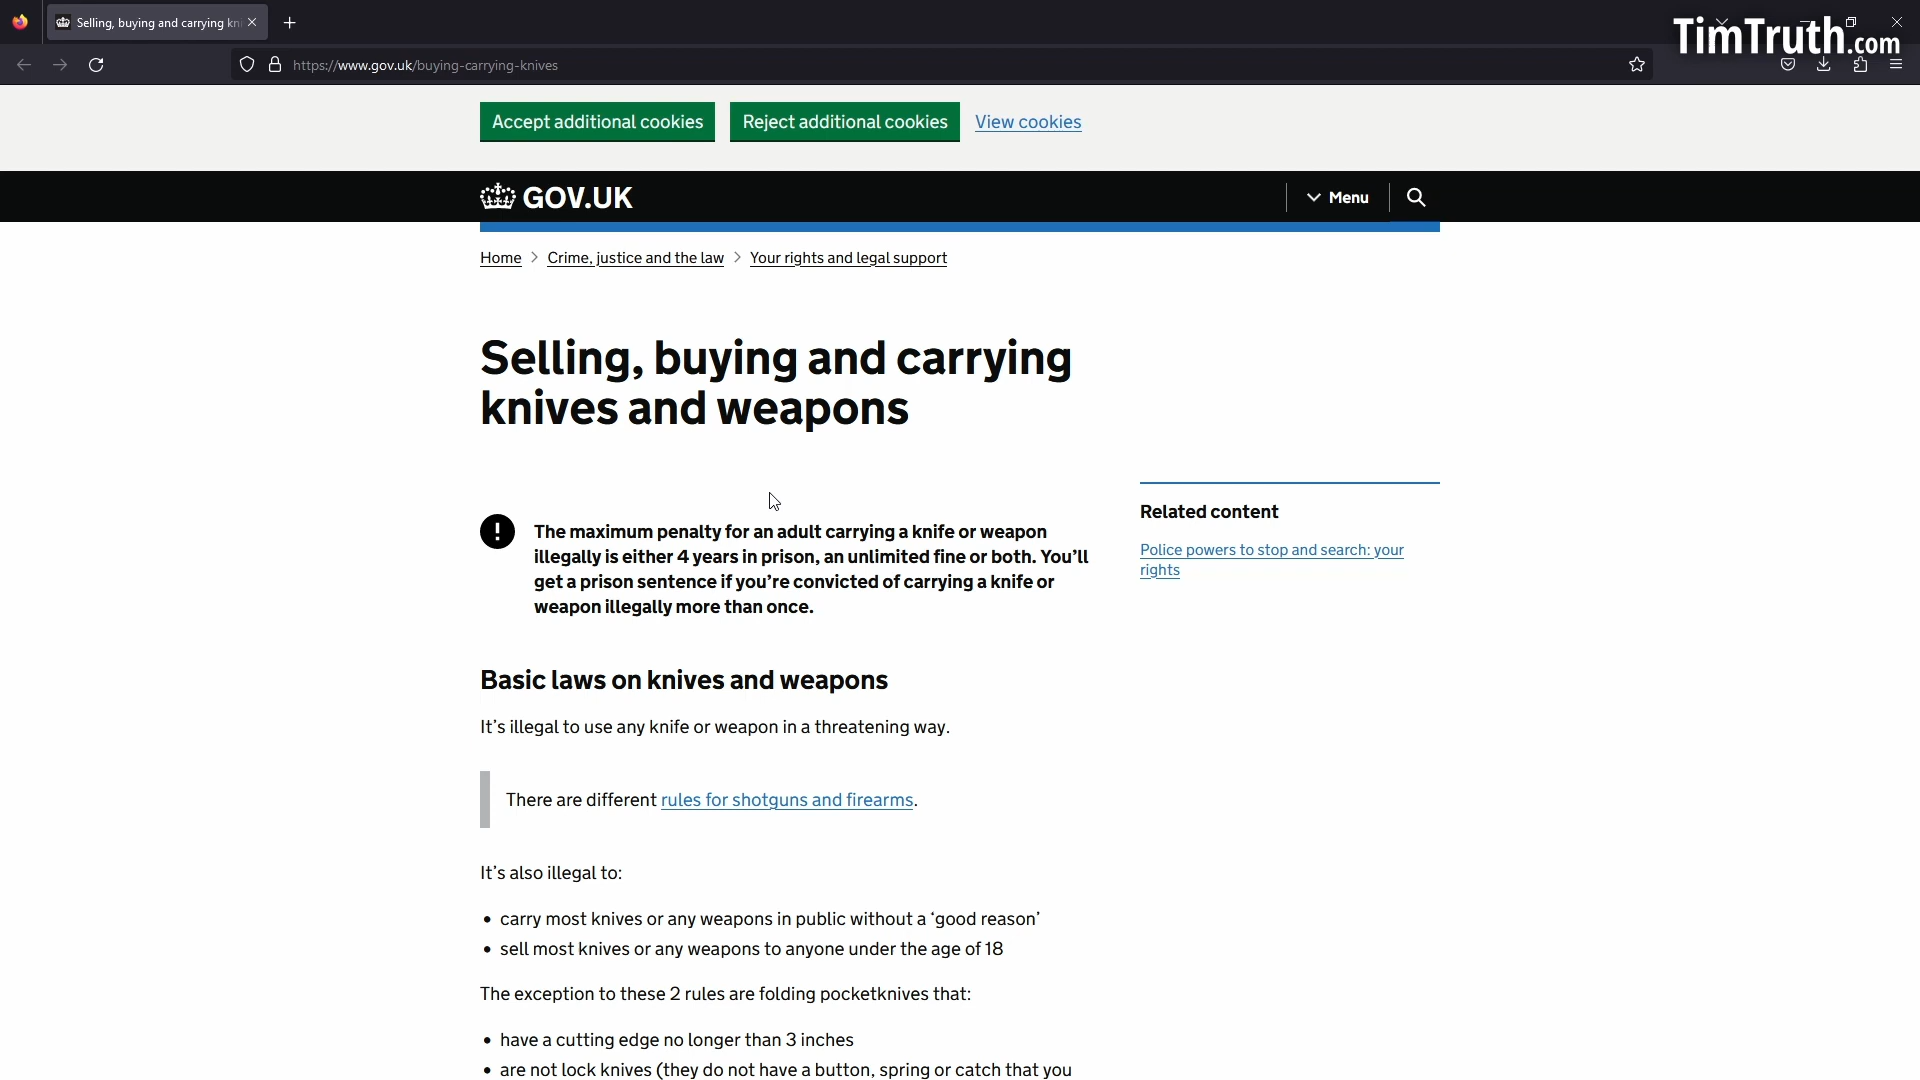 Selling, buying and carrying kni
TimTruth.com
https://www.gov.uk/buying-carrying-knives
Accept additional cookies
Reject additional cookies
View cookies
GOV.UK
Menu
Home
Crime, justice and the law
Your rights and legal support
Selling, buying and carrying
knives and weapons
The maximum penalty for an adult carrying a knife or weapon
illegally is either 4 years in prison, an unlimited fine or both. You’ll
get a prison sentence if you’re convicted of carrying a knife or
weapon illegally more than once.
Related content
Police powers to stop and search: your
rights
Basic laws on knives and weapons
It’s illegal to use any knife or weapon in a threatening way.
There are different rules for shotguns and firearms.
It’s also illegal to:
• carry most knives or any weapons in public without a ‘good reason’
• sell most knives or any weapons to anyone under the age of 18
The exception to these 2 rules are folding pocketknives that:
• have a cutting edge no longer than 3 inches
• are not lock knives (they do not have a button, spring or catch that you